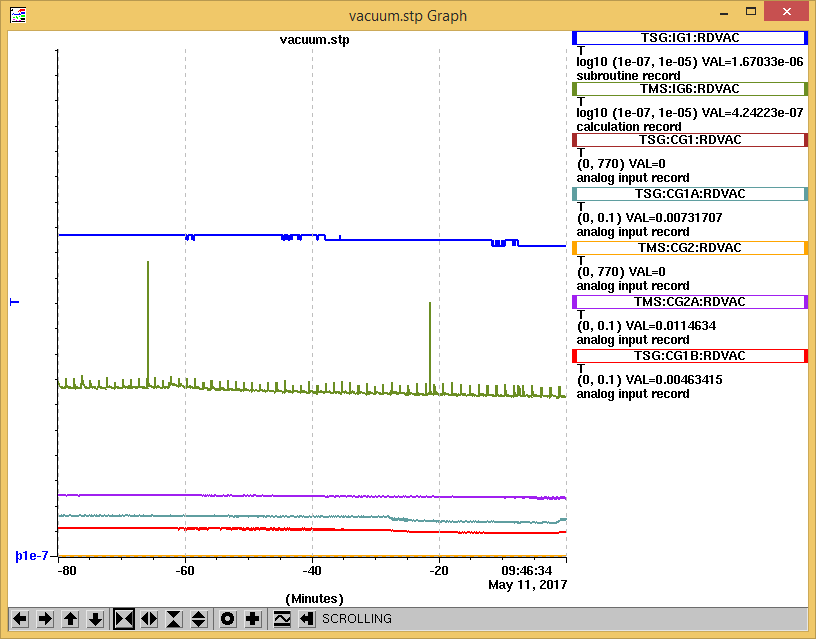 vacuum.stp Graph
vacuum.stp
T
1e-7
-80
-60
-40
-20
09:46:34
May 11, 2017
(Minutes)
TSG:IG1:RDVAC
T
log10 (1e-07, 1e-05) VAL=1.67033e-06
subroutine record
TMS:IG6:RDVAC
T
log10 (1e-07, 1e-05) VAL=4.24223e-07
calculation record
TSG:CG1:RDVAC
T
(0, 770) VAL=0
analog input record
TSG:CG1A:RDVAC
T
(0, 0.1) VAL=0.00731707
analog input record
TMS:CG2:RDVAC
T
(0, 770) VAL=0
analog input record
TMS:CG2A:RDVAC
T
(0, 0.1) VAL=0.0114634
analog input record
TSG:CG1B:RDVAC
T
(0, 0.1) VAL=0.00463415
analog input record
SCROLLING